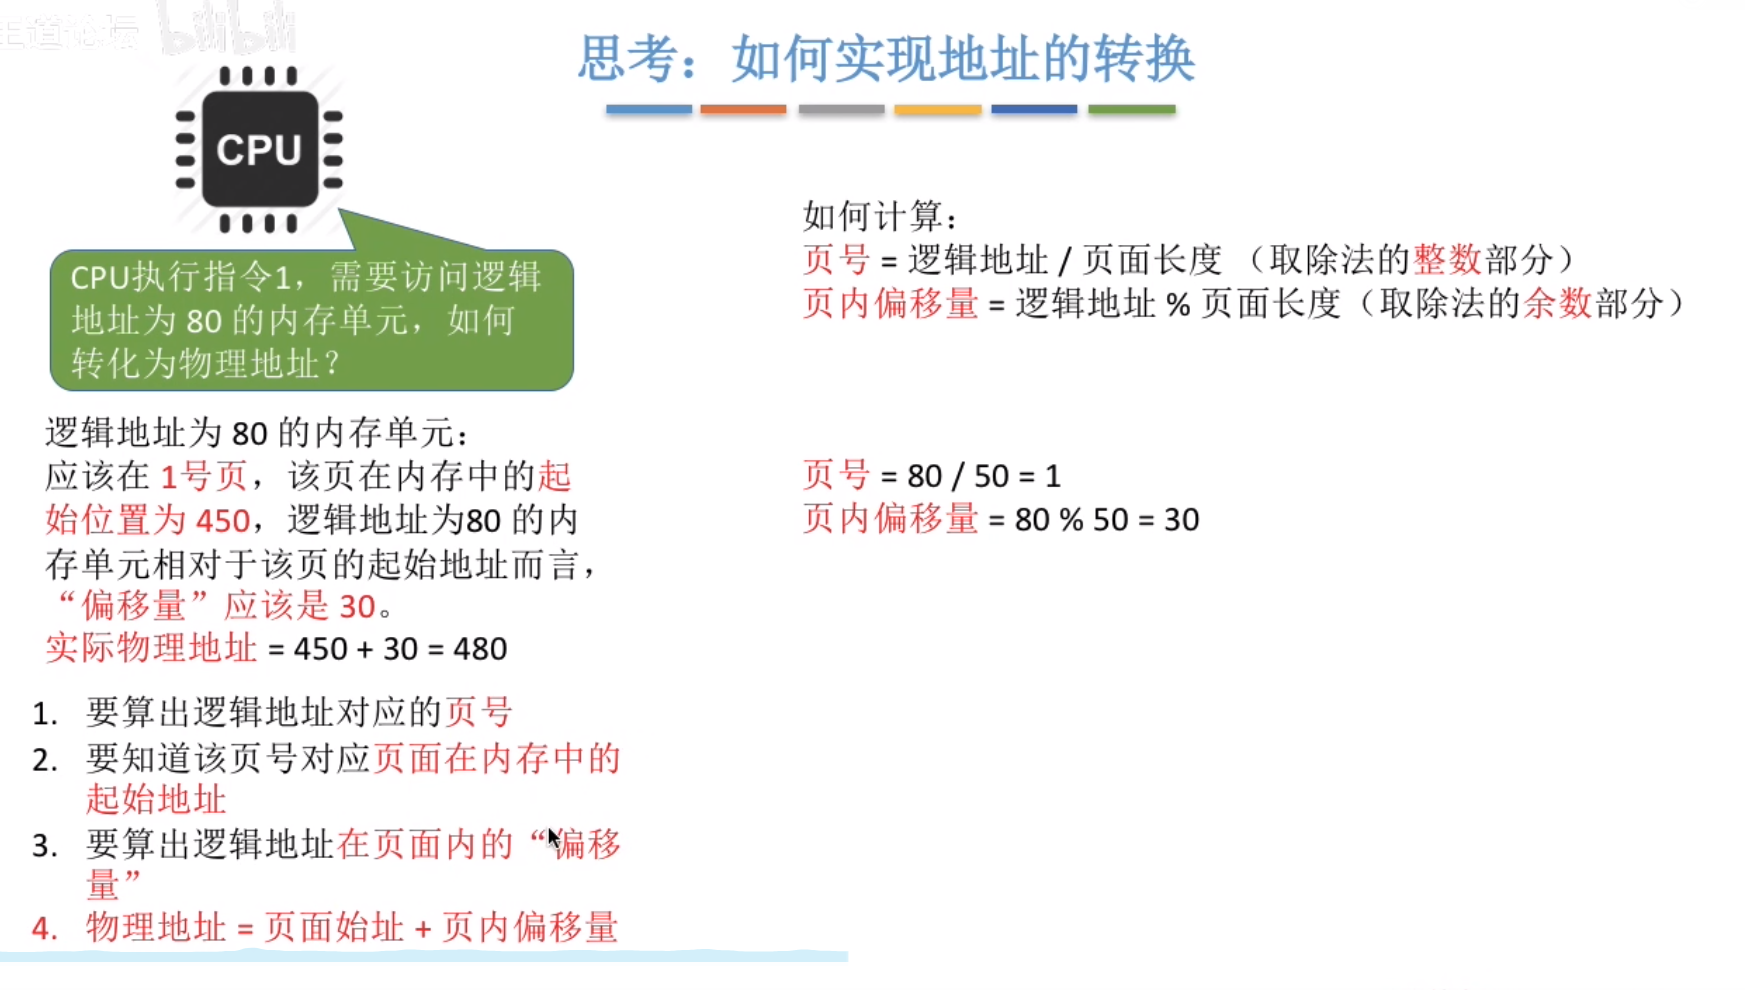 王道论坛 bilibili
思考：如何实现地址的转换
CPU
CPU执行指令1，需要访问逻辑
地址为 80 的内存单元，如何
转化为物理地址？
逻辑地址为 80 的内存单元：
应该在 1号页，该页在内存中的起
始位置为 450，逻辑地址为80 的内
存单元相对于该页的起始地址而言，
“偏移量”应该是 30。
实际物理地址 = 450 + 30 = 480
1. 要算出逻辑地址对应的页号
2. 要知道该页号对应页面在内存中的
起始地址
3. 要算出逻辑地址在页面内的“偏移
量”
4. 物理地址 = 页面始址 + 页内偏移量
如何计算：
页号 = 逻辑地址 / 页面长度 （取除法的整数部分）
页内偏移量 = 逻辑地址 % 页面长度（取除法的余数部分）
页号 = 80 / 50 = 1
页内偏移量 = 80 % 50 = 30